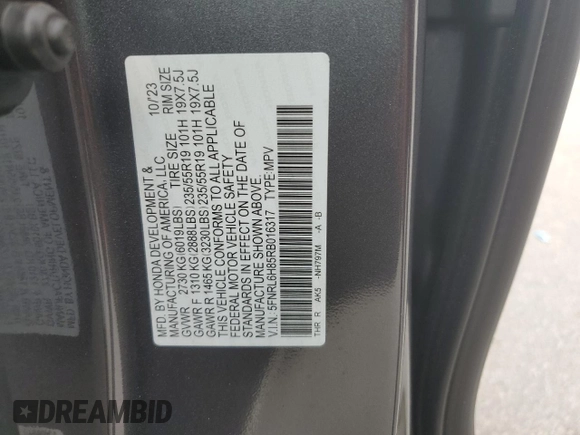 MFD. BY HONDA DEVELOPMENT & 10/23
MANUFACTURING OF AMERICA, LLC
GVWR 2730 KG(6019LBS) TIRE SIZE RIM SIZE
GAWR F 1310 KG(2888LBS)235/55R19 101H 19X7.5J
GAWR R 1465 KG(3230LBS)235/55R19 101H 19X7.5J
THIS VEHICLE CONFORMS TO ALL APPLICABLE
FEDERAL MOTOR VEHICLE SAFETY
STANDARDS IN EFFECT ON THE DATE OF
MANUFACTURE SHOWN ABOVE.
V.I.N. 5FNRL6H85RB016317 TYPE:MPV
THR R AK5 -NH797M -A -B
DREAMBID